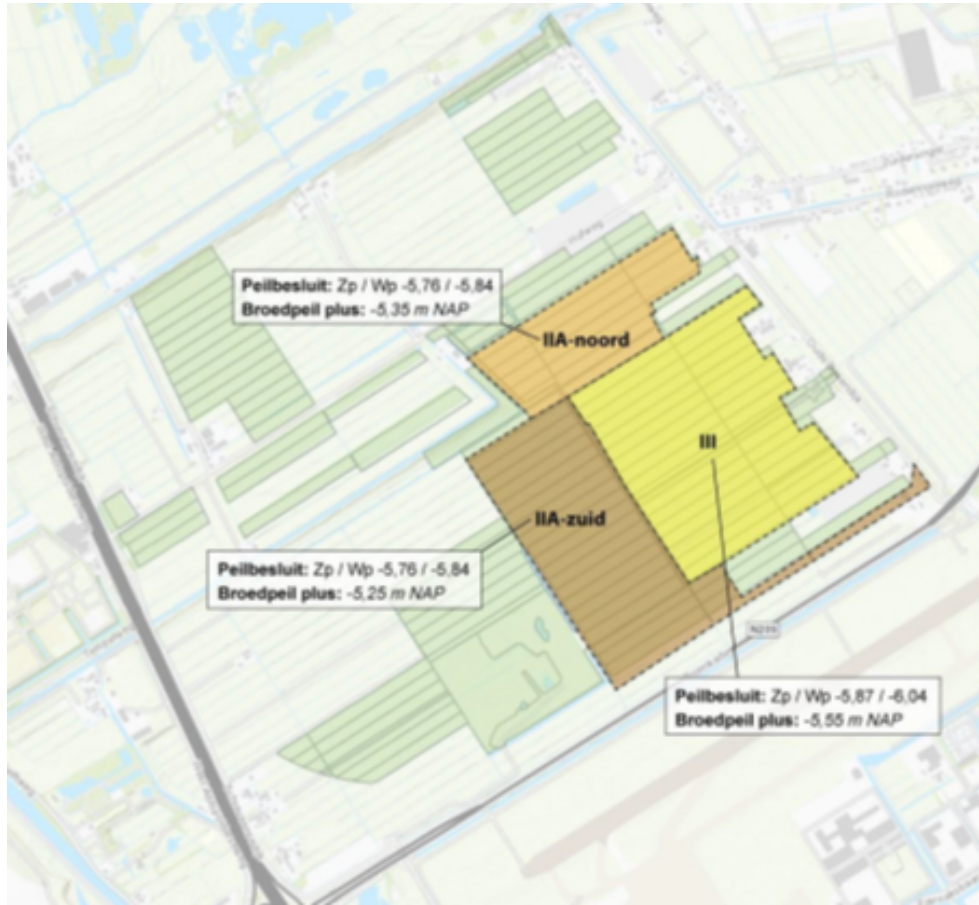 Peilbesluit: Zp / Wp -5,76 / -5,84
Broedpeil plus: -5,35 m NAP
IIA-noord
III
IIA-zuid
Peilbesluit: Zp / Wp -5,76 / -5,84
Broedpeil plus: -5,25 m NAP
N209
Peilbesluit: Zp / Wp -5,87 / -6,04
Broedpeil plus: -5,55 m NAP